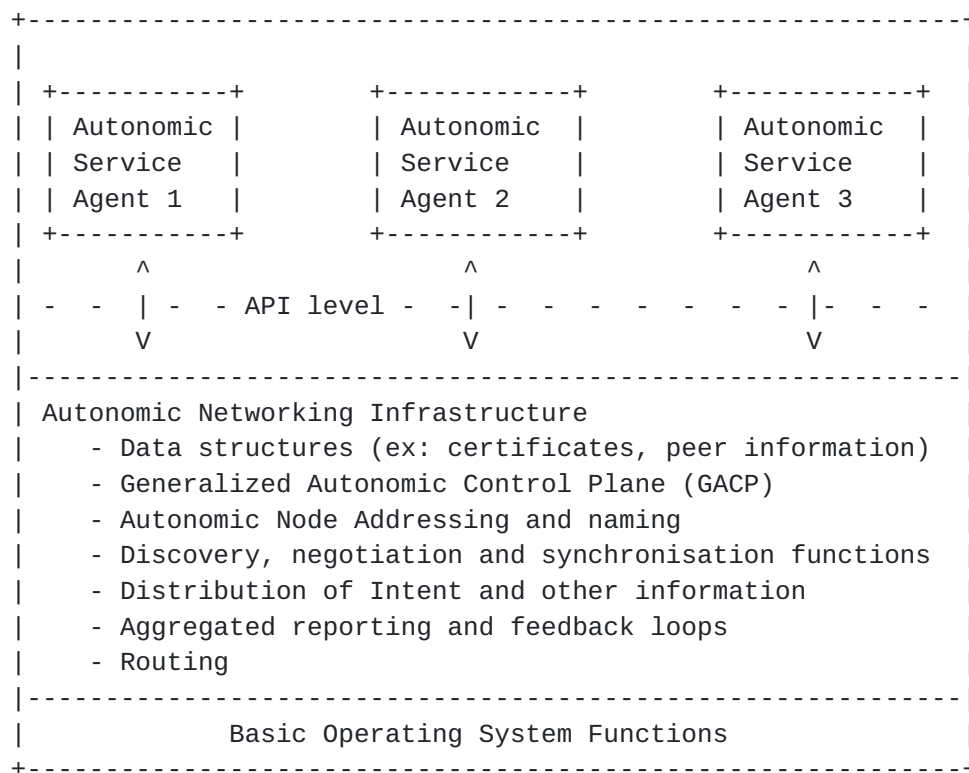 Autonomic Autonomic Autonomic
Service Service Service
Agent 1 Agent 2 Agent 3
^ ^ ^
- - | - - API level - -| - - - - - - - |- - -
V V V
Autonomic Networking Infrastructure
- Data structures (ex: certificates, peer information)
- Generalized Autonomic Control Plane (GACP)
- Autonomic Node Addressing and naming
- Discovery, negotiation and synchronisation functions
- Distribution of Intent and other information
- Aggregated reporting and feedback loops
- Routing
Basic Operating System Functions